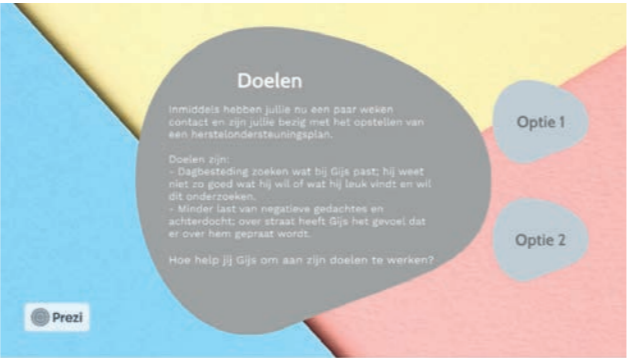 Doelen
Inmiddels hebben jullie nu een paar weken
contact en zijn jullie bezig met het opstellen van
een herstelondersteuningsplan.
Doelen zijn:
- Dagbesteding zoeken wat bij Gijs past; hij weet
niet zo goed wat hij wil of wat hij leuk vindt en wil
dit onderzoeken.
- Minder last van negatieve gedachtes en
achterdocht; over straat heeft Gijs het gevoel dat
er over hem gepraat wordt.
Hoe help jij Gijs om aan zijn doelen te werken?
Optie 1
Optie 2
Prezi